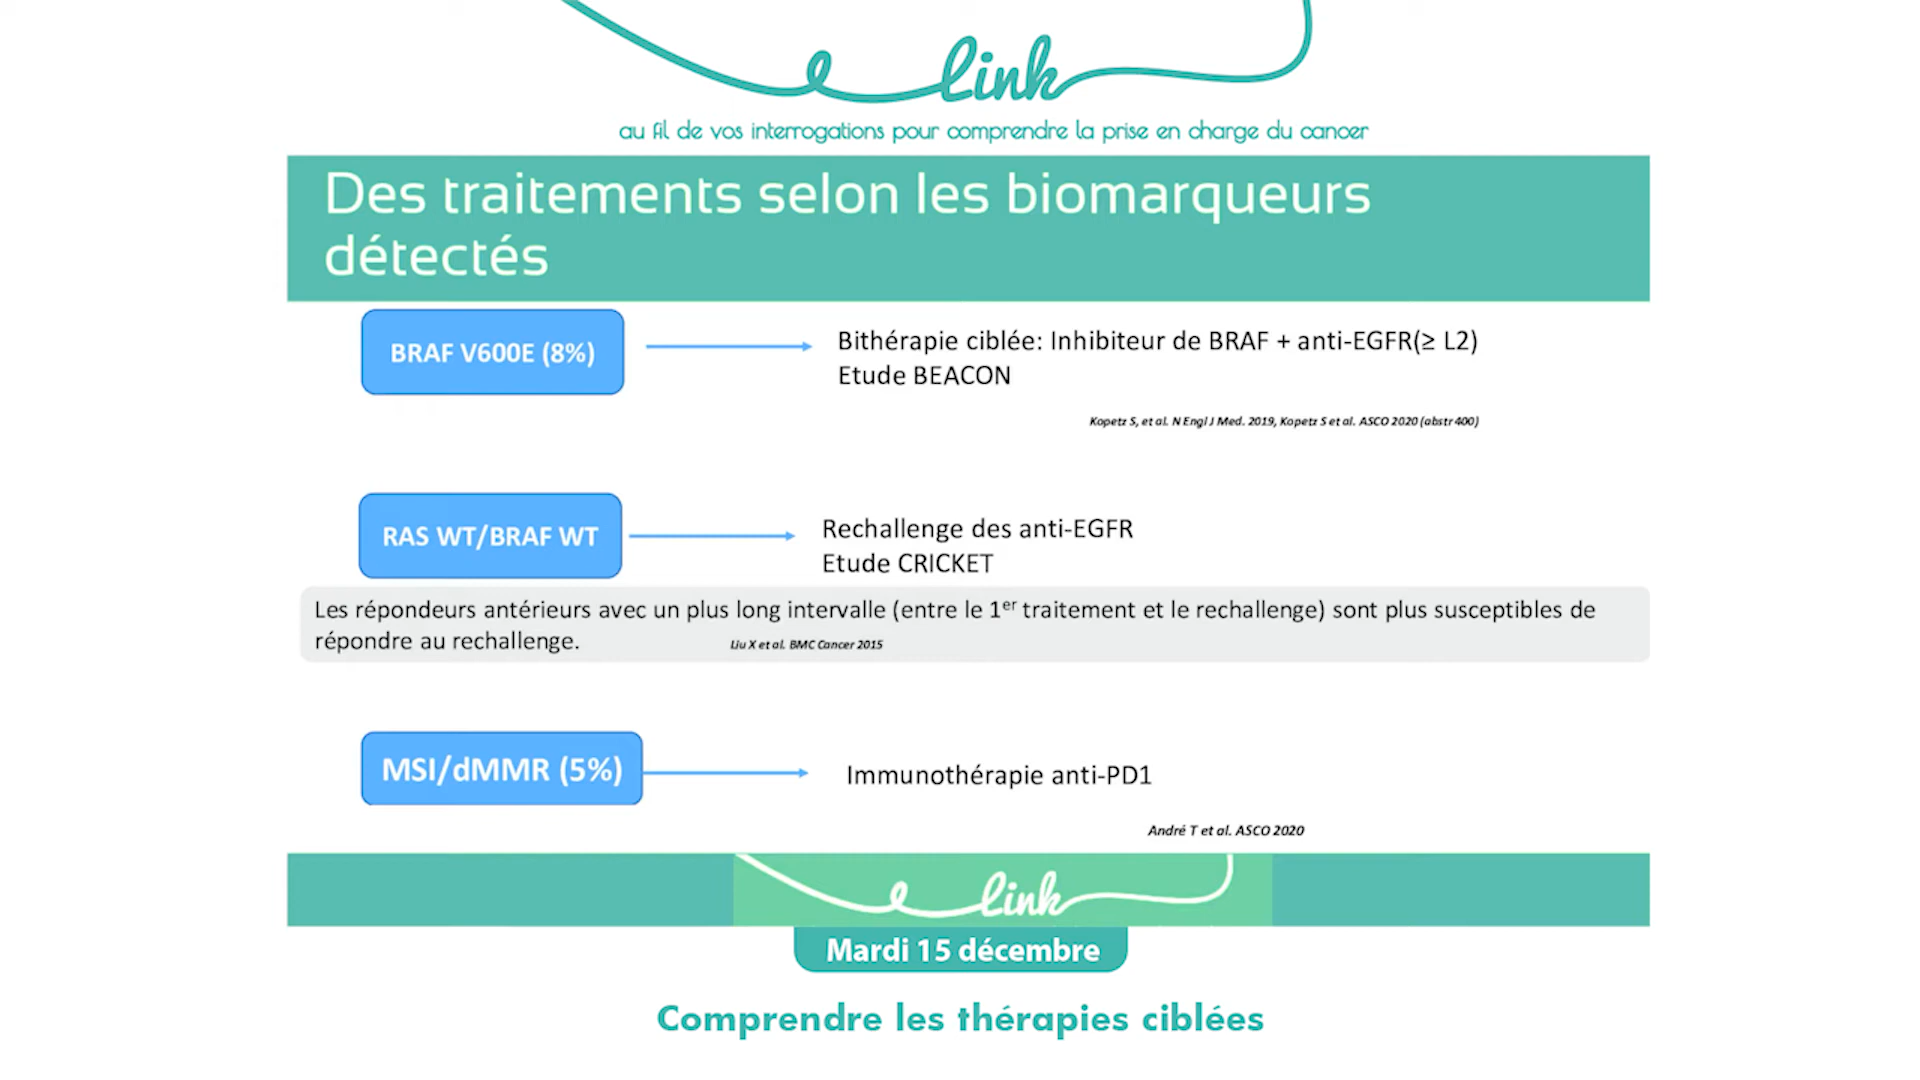 e link
au fil de vos interrogations pour comprendre la prise en charge du cancer
Des traitements selon les biomarqueurs
détectés
BRAF V600E (8%)
Bithérapie ciblée: Inhibiteur de BRAF + anti-EGFR(≥ L2)
Etude BEACON
Kopetz S, et al. N Engl J Med. 2019, Kopetz S et al. ASCO 2020 (abstr 400)
RAS WT/BRAF WT
Rechallenge des anti-EGFR
Etude CRICKET
Les répondeurs antérieurs avec un plus long intervalle (entre le 1er traitement et le rechallenge) sont plus susceptibles de
répondre au rechallenge.
Liu X et al. BMC Cancer 2015
MSI/dMMR (5%)
Immunothérapie anti-PD1
André T et al. ASCO 2020
e link
Mardi 15 décembre
Comprendre les thérapies ciblées